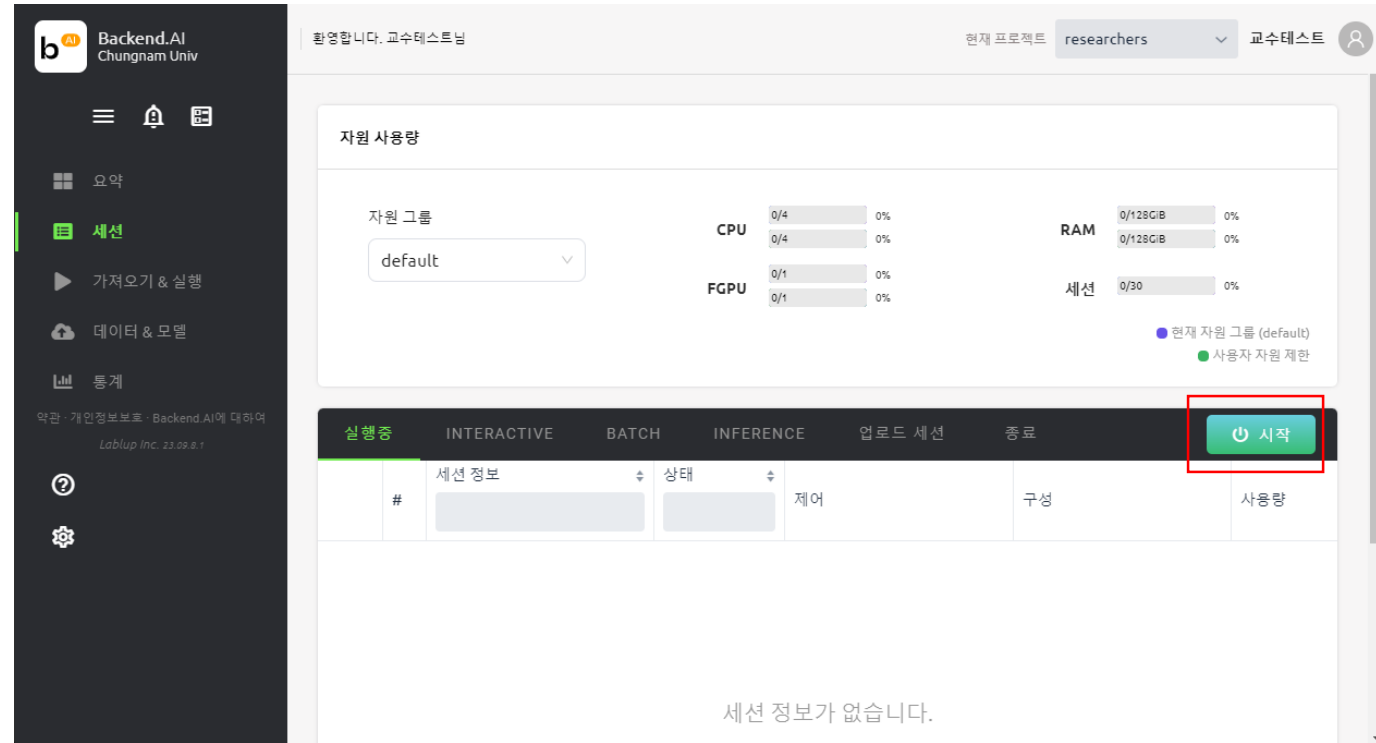 b AI
Backend.AI
Chungnam Univ
환영합니다. 교수테스트님
현재 프로젝트 researchers 교수테스트
요약
세션
가져오기 & 실행
데이터 & 모델
통계
약관 · 개인정보보호 · Backend.AI에 대하여
Lablup Inc. 23.09.8.1
자원 사용량
자원 그룹
default
CPU
0/4 0%
0/4 0%
RAM
0/128GiB 0%
0/128GiB 0%
FGPU
0/1 0%
0/1 0%
세션 0/30 0%
현재 자원 그룹 (default)
사용자 자원 제한
실행중 INTERACTIVE BATCH INFERENCE 업로드 세션 종료 시작
# 세션 정보 상태 제어 구성 사용량
세션 정보가 없습니다.